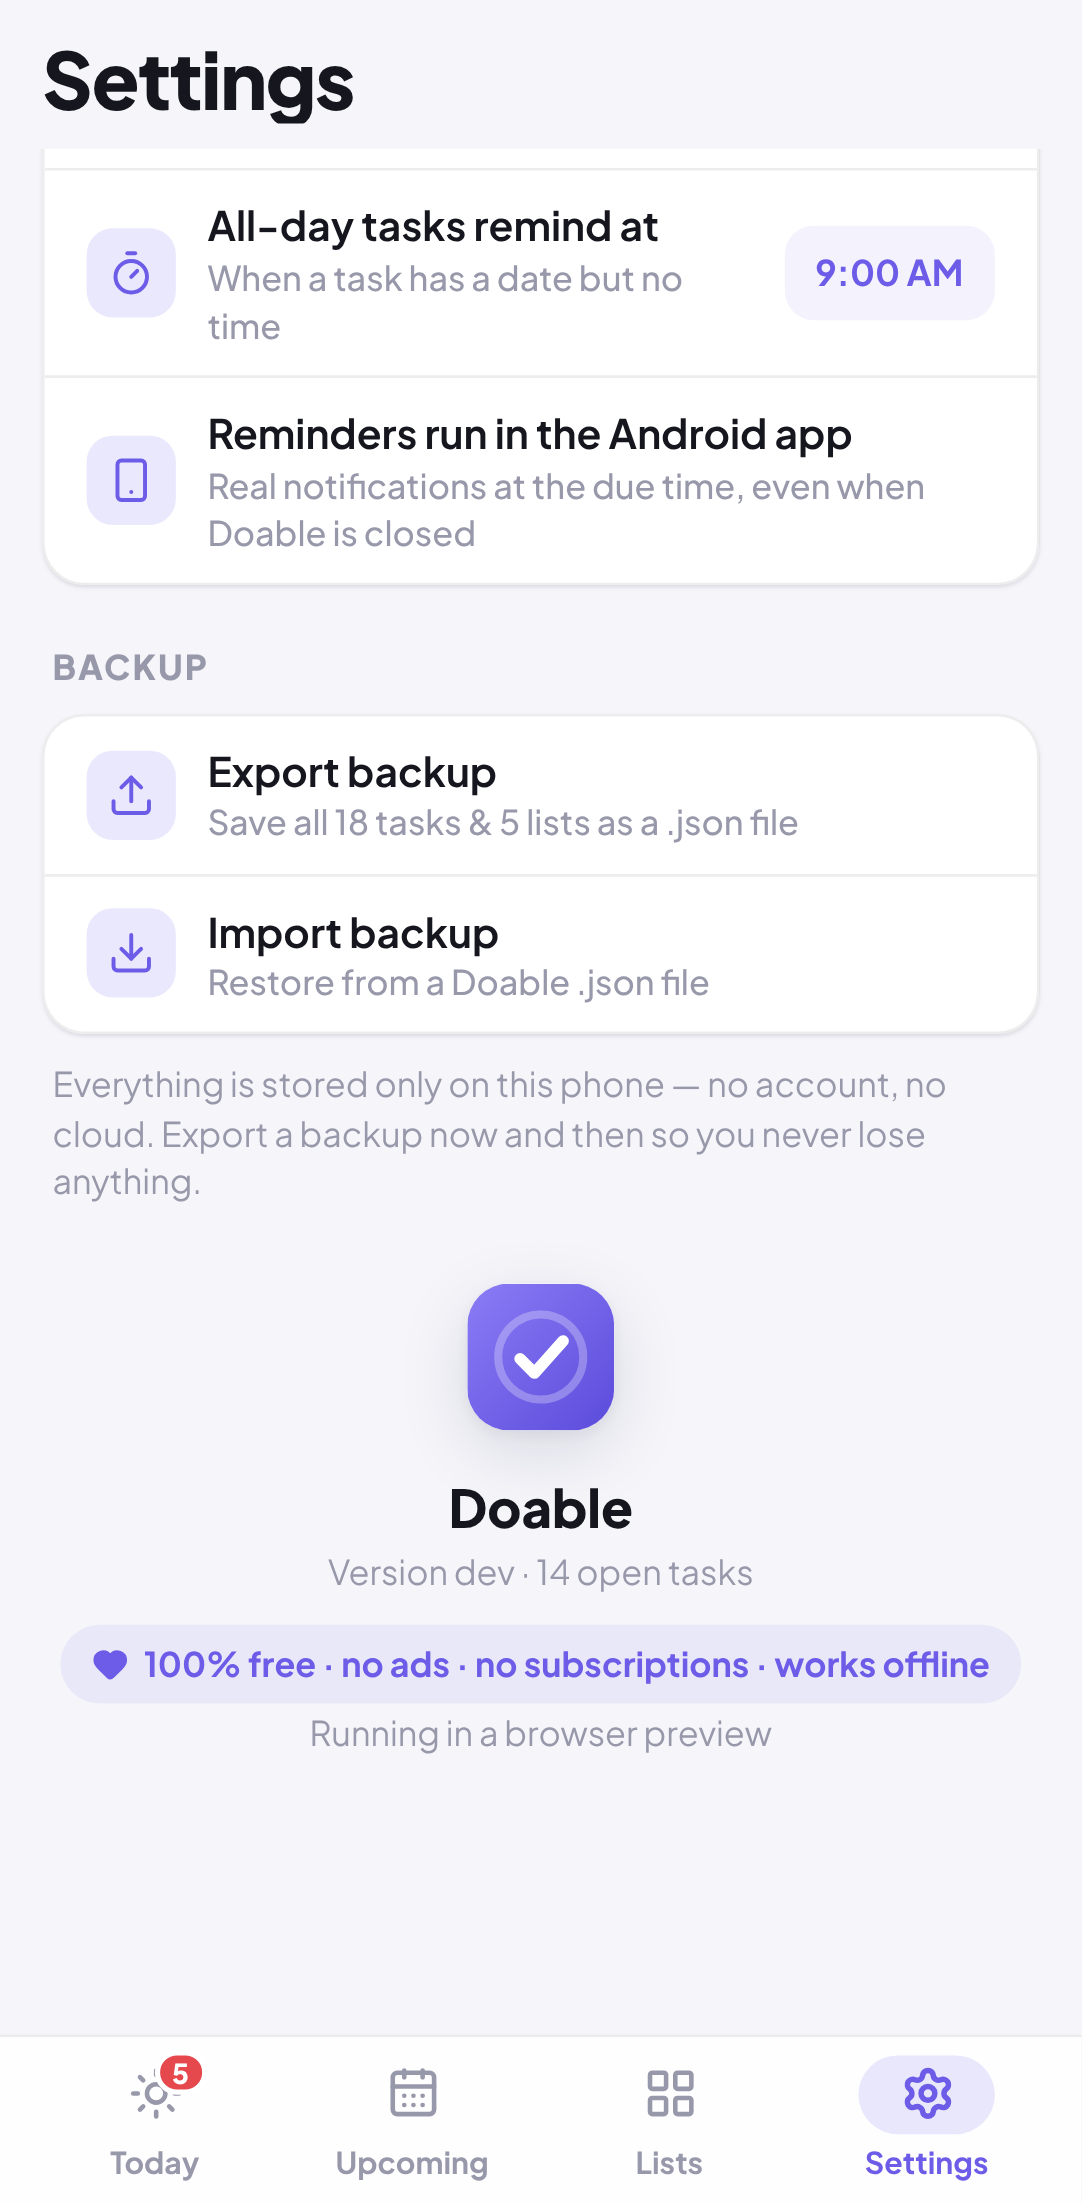 Settings
All-day tasks remind at
When a task has a date but no
time
9:00 AM
Reminders run in the Android app
Real notifications at the due time, even when
Doable is closed
BACKUP
Export backup
Save all 18 tasks & 5 lists as a .json file
Import backup
Restore from a Doable .json file
Everything is stored only on this phone — no account, no
cloud. Export a backup now and then so you never lose
anything.
Doable
Version dev · 14 open tasks
100% free · no ads · no subscriptions · works offline
Running in a browser preview
5
Today
Upcoming
Lists
Settings